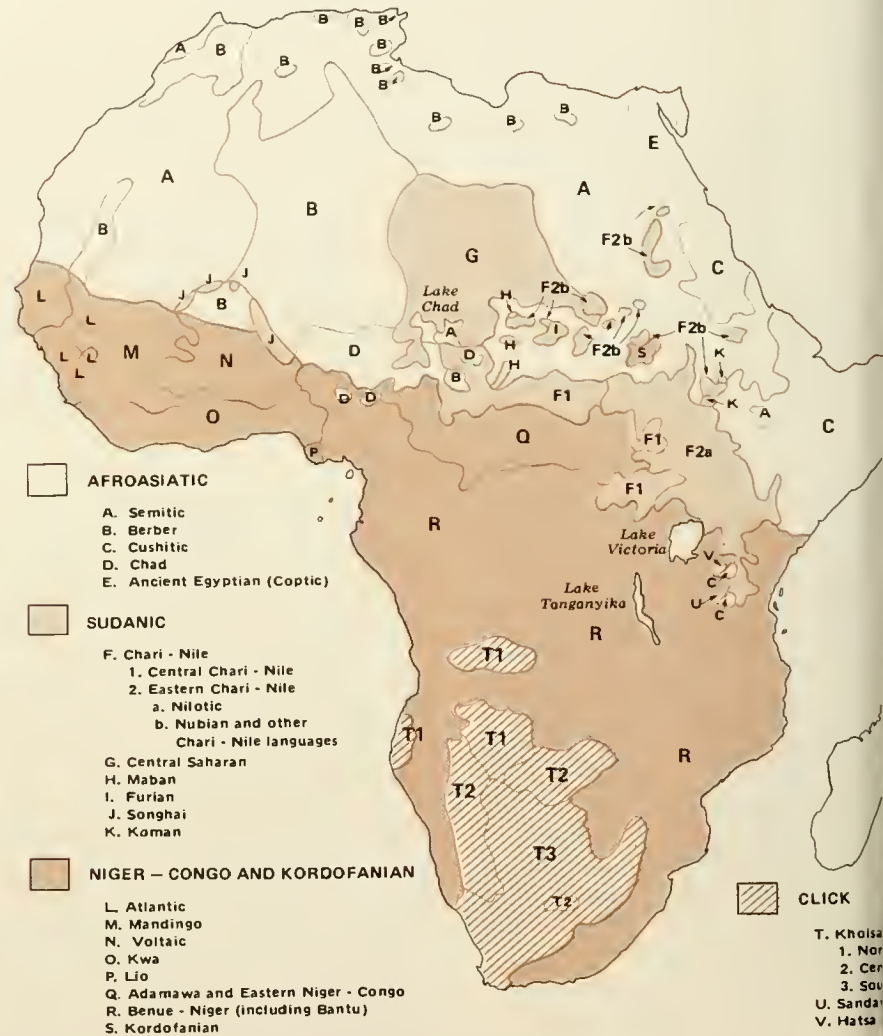 B B B
A B B
B B
B
B B B
E
A A
B
B
F2b
G
C
Lake
Chad
H F2b
L J J J
B
A I
L
M N J D
D F2b S F2b
H K
L L
L
B H
K A
D D F1
C
O Q
F1 F2a
P
F1
R
Lake
Victoria
V
C
U
C
Lake
Tanganyika
R
T1
T1
T1
T2
T2
R
T3
T2
AFROASIATIC
A. Semitic
B. Berber
C. Cushitic
D. Chad
E. Ancient Egyptian (Coptic)
SUDANIC
F. Chari - Nile
1. Central Chari - Nile
2. Eastern Chari - Nile
a. Nilotic
b. Nubian and other
Chari - Nile languages
G. Central Saharan
H. Maban
I. Furian
J. Songhai
K. Koman
NIGER – CONGO AND KORDOFANIAN
L. Atlantic
M. Mandingo
N. Voltaic
O. Kwa
P. Lio
Q. Adamawa and Eastern Niger - Congo
R. Benue - Niger (including Bantu)
S. Kordofanian
CLICK
T. Khoisa
1. Nor
2. Cen
3. Sou
U. Sanda
V. Hatsa